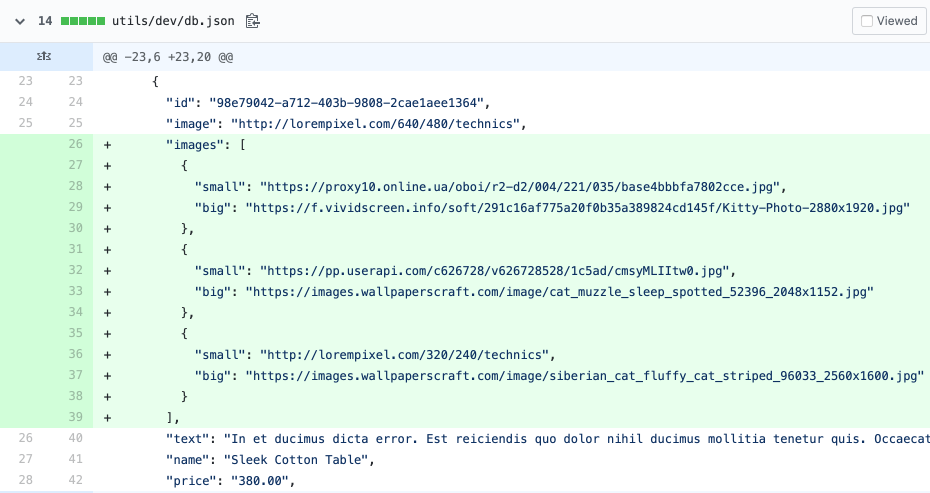 14 utils/dev/db.json Viewed
@@ -23,6 +23,20 @@
23 23 {
24 24 "id": "98e79042-a712-403b-9808-2cae1aee1364",
25 25 "image": "http://lorempixel.com/640/480/technics",
26 + "images": [
27 + {
28 + "small": "https://proxy10.online.ua/oboi/r2-d2/004/221/035/base4bbbfa7802cce.jpg",
29 + "big": "https://f.vividscreen.info/soft/291c16af775a20f0b35a389824cd145f/Kitty-Photo-2880x1920.jpg"
30 + },
31 + {
32 + "small": "https://pp.userapi.com/c626728/v626728528/1c5ad/cmsyMLIItw0.jpg",
33 + "big": "https://images.wallpaperscraft.com/image/cat_muzzle_sleep_spotted_52396_2048x1152.jpg"
34 + },
35 + {
36 + "small": "http://lorempixel.com/320/240/technics",
37 + "big": "https://images.wallpaperscraft.com/image/siberian_cat_fluffy_cat_striped_96033_2560x1600.jpg"
38 + }
39 + ],
26 40 "text": "In et ducimus dicta error. Est reiciendis quo dolor nihil ducimus mollitia tenetur quis. Occaecat
27 41 "name": "Sleek Cotton Table",
28 42 "price": "380.00",